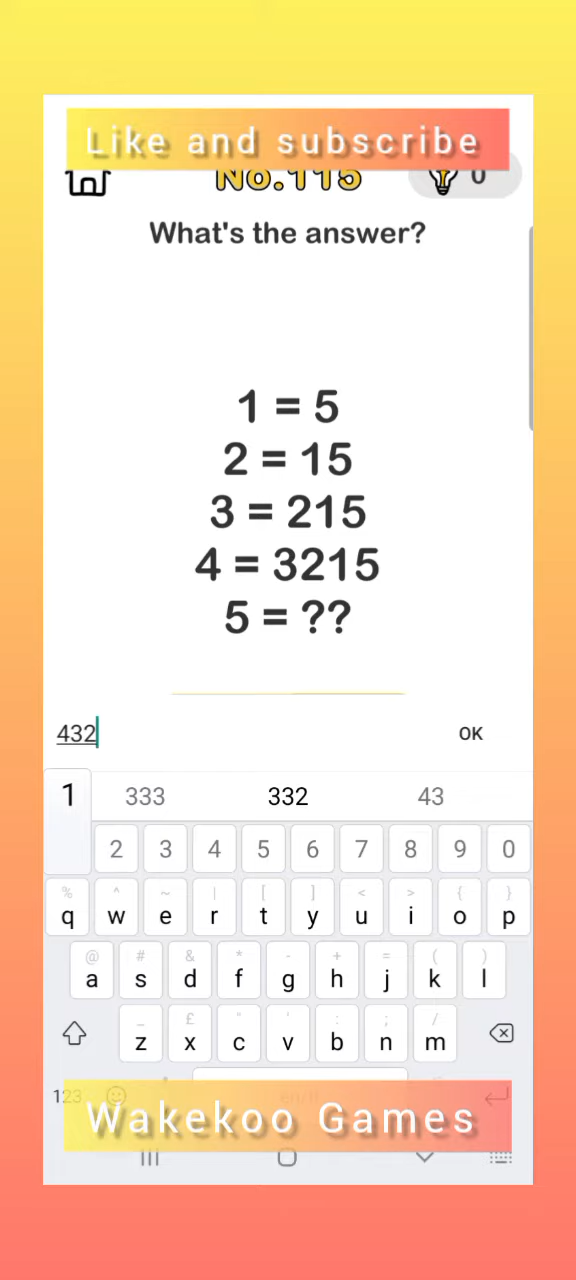 Like and subscribe
No.115
0
What's the answer?
1 = 5
2 = 15
3 = 215
4 = 3215
5 = ??
432
OK
1
333 332 43
2 3 4 5 6 7 8 9 0
% ^ ~ | [ ] < > { }
q w e r t y u i o p
@ # & * - + = ( )
a s d f g h j k l
_ £ " ' : ; /
z x c v b n m
123
Wakekoo Games